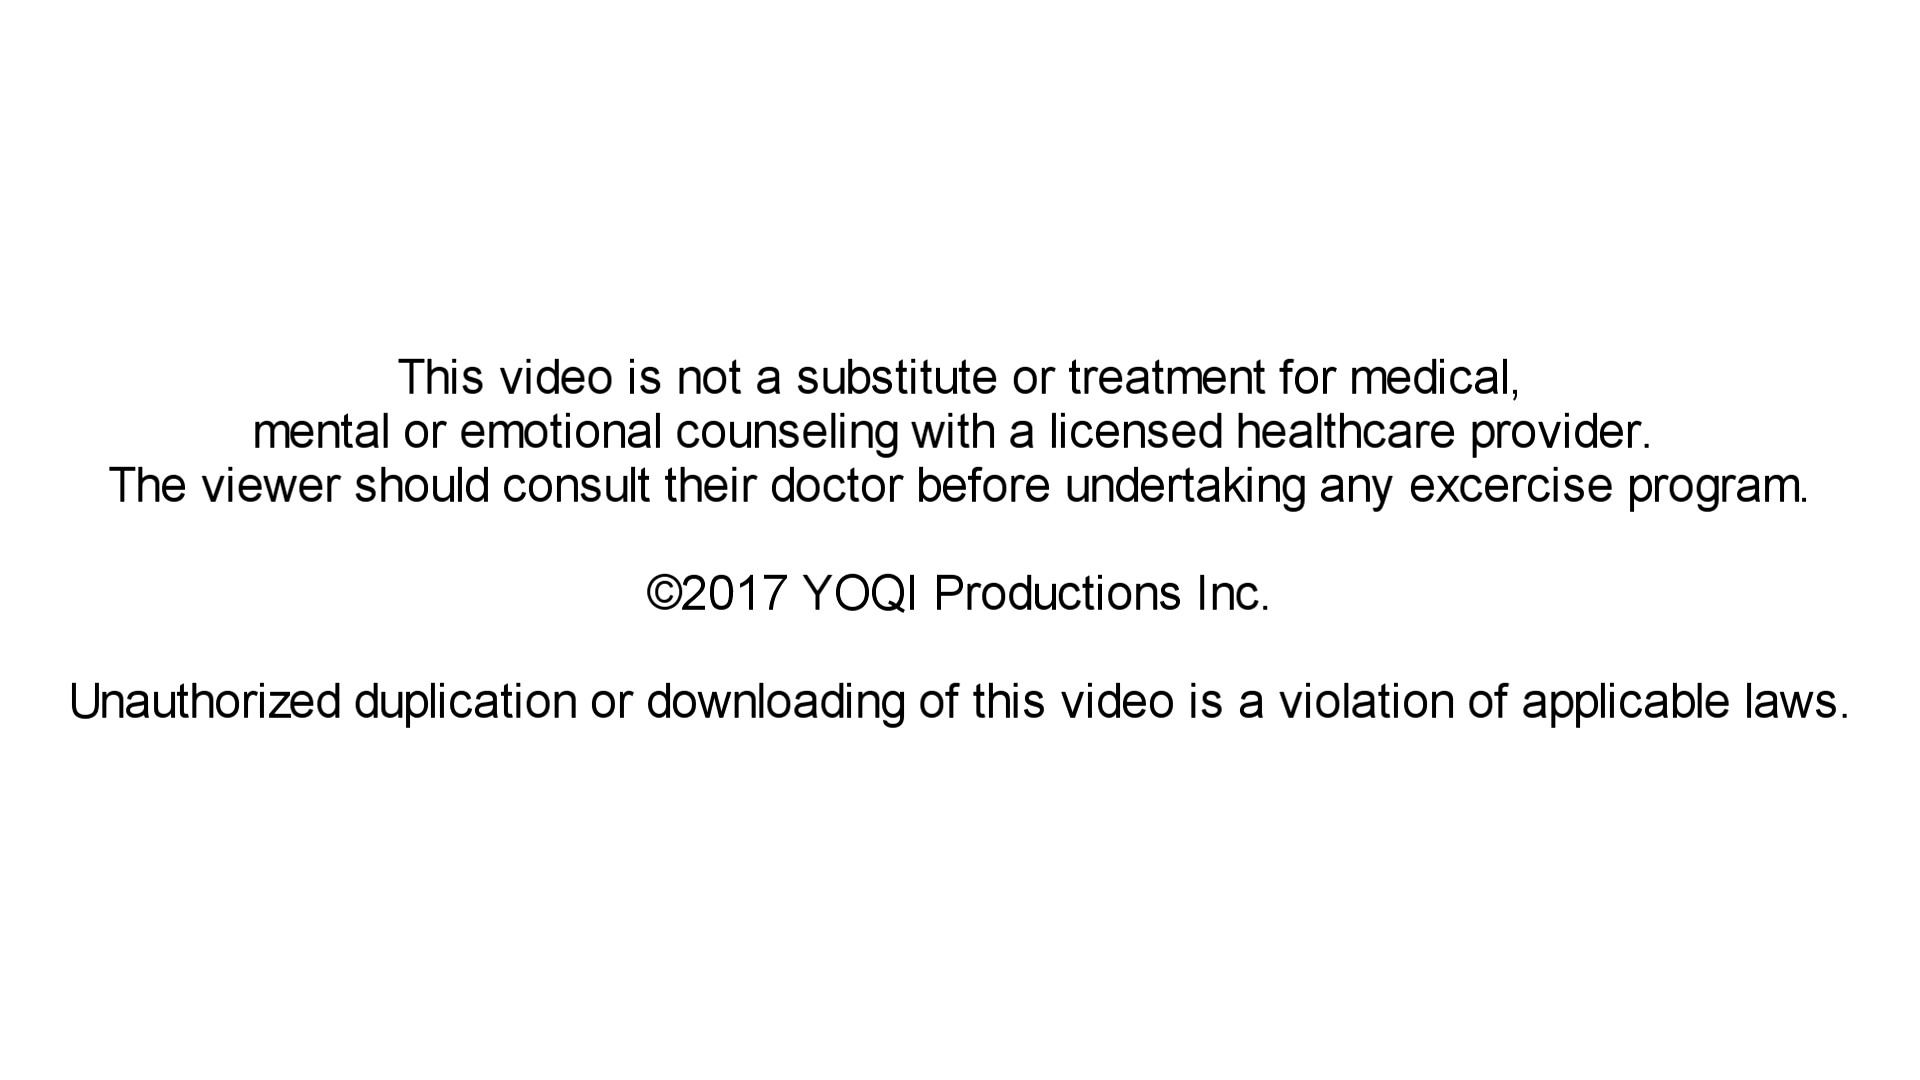 This video is not a substitute or treatment for medical,
mental or emotional counseling with a licensed healthcare provider.
The viewer should consult their doctor before undertaking any excercise program.
©2017 YOQI Productions Inc.
Unauthorized duplication or downloading of this video is a violation of applicable laws.